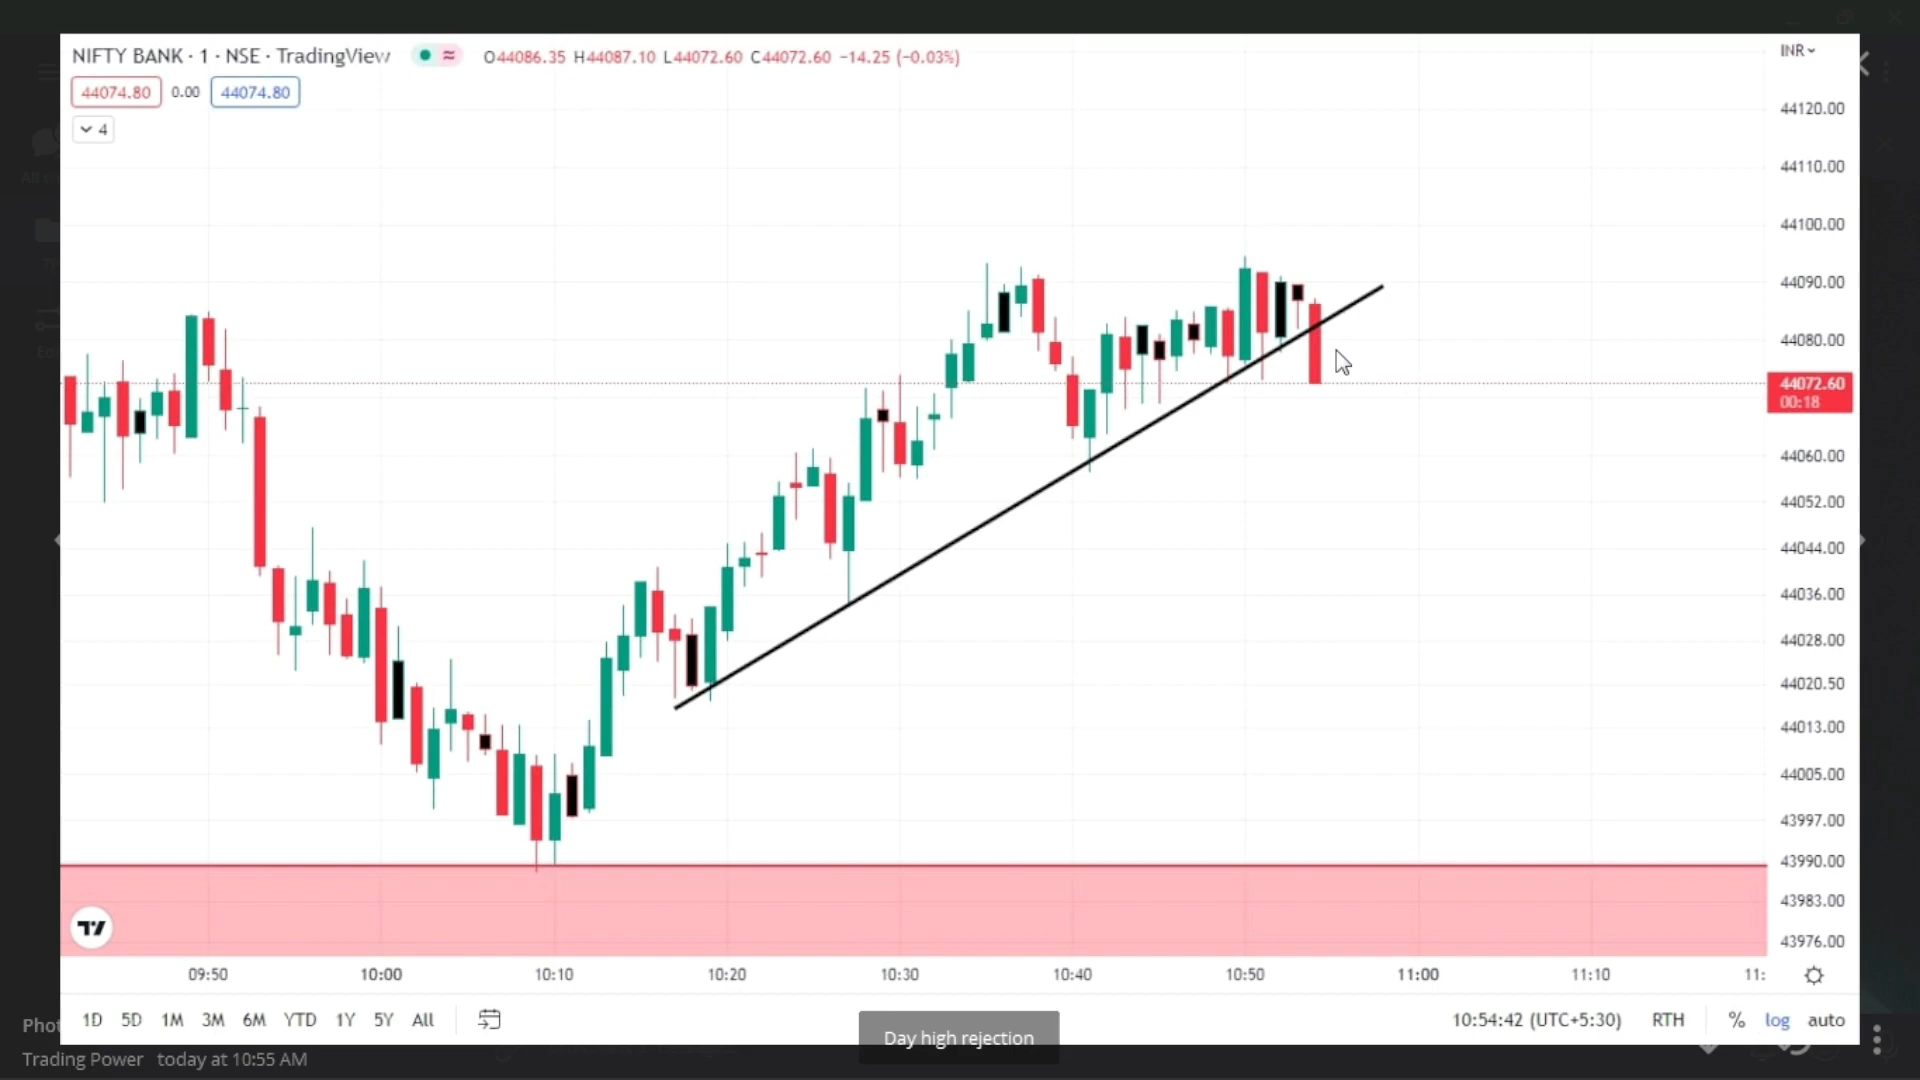 NIFTY BANK · 1 · NSE · TradingView
O44086.35 H44087.10 L44072.60 C44072.60 −14.25 (−0.03%)
INR
44074.80 0.00 44074.80
4
44120.00
44110.00
44100.00
44090.00
44080.00
44072.60
00:18
44060.00
44052.00
44044.00
44036.00
44028.00
44020.50
44013.00
44005.00
43997.00
43990.00
43983.00
43976.00
09:50 10:00 10:10 10:20 10:30 10:40 10:50 11:00 11:10 11:
1D 5D 1M 3M 6M YTD 1Y 5Y All
10:54:42 (UTC+5:30) RTH % log auto
Day high rejection
Phot
Trading Power today at 10:55 AM